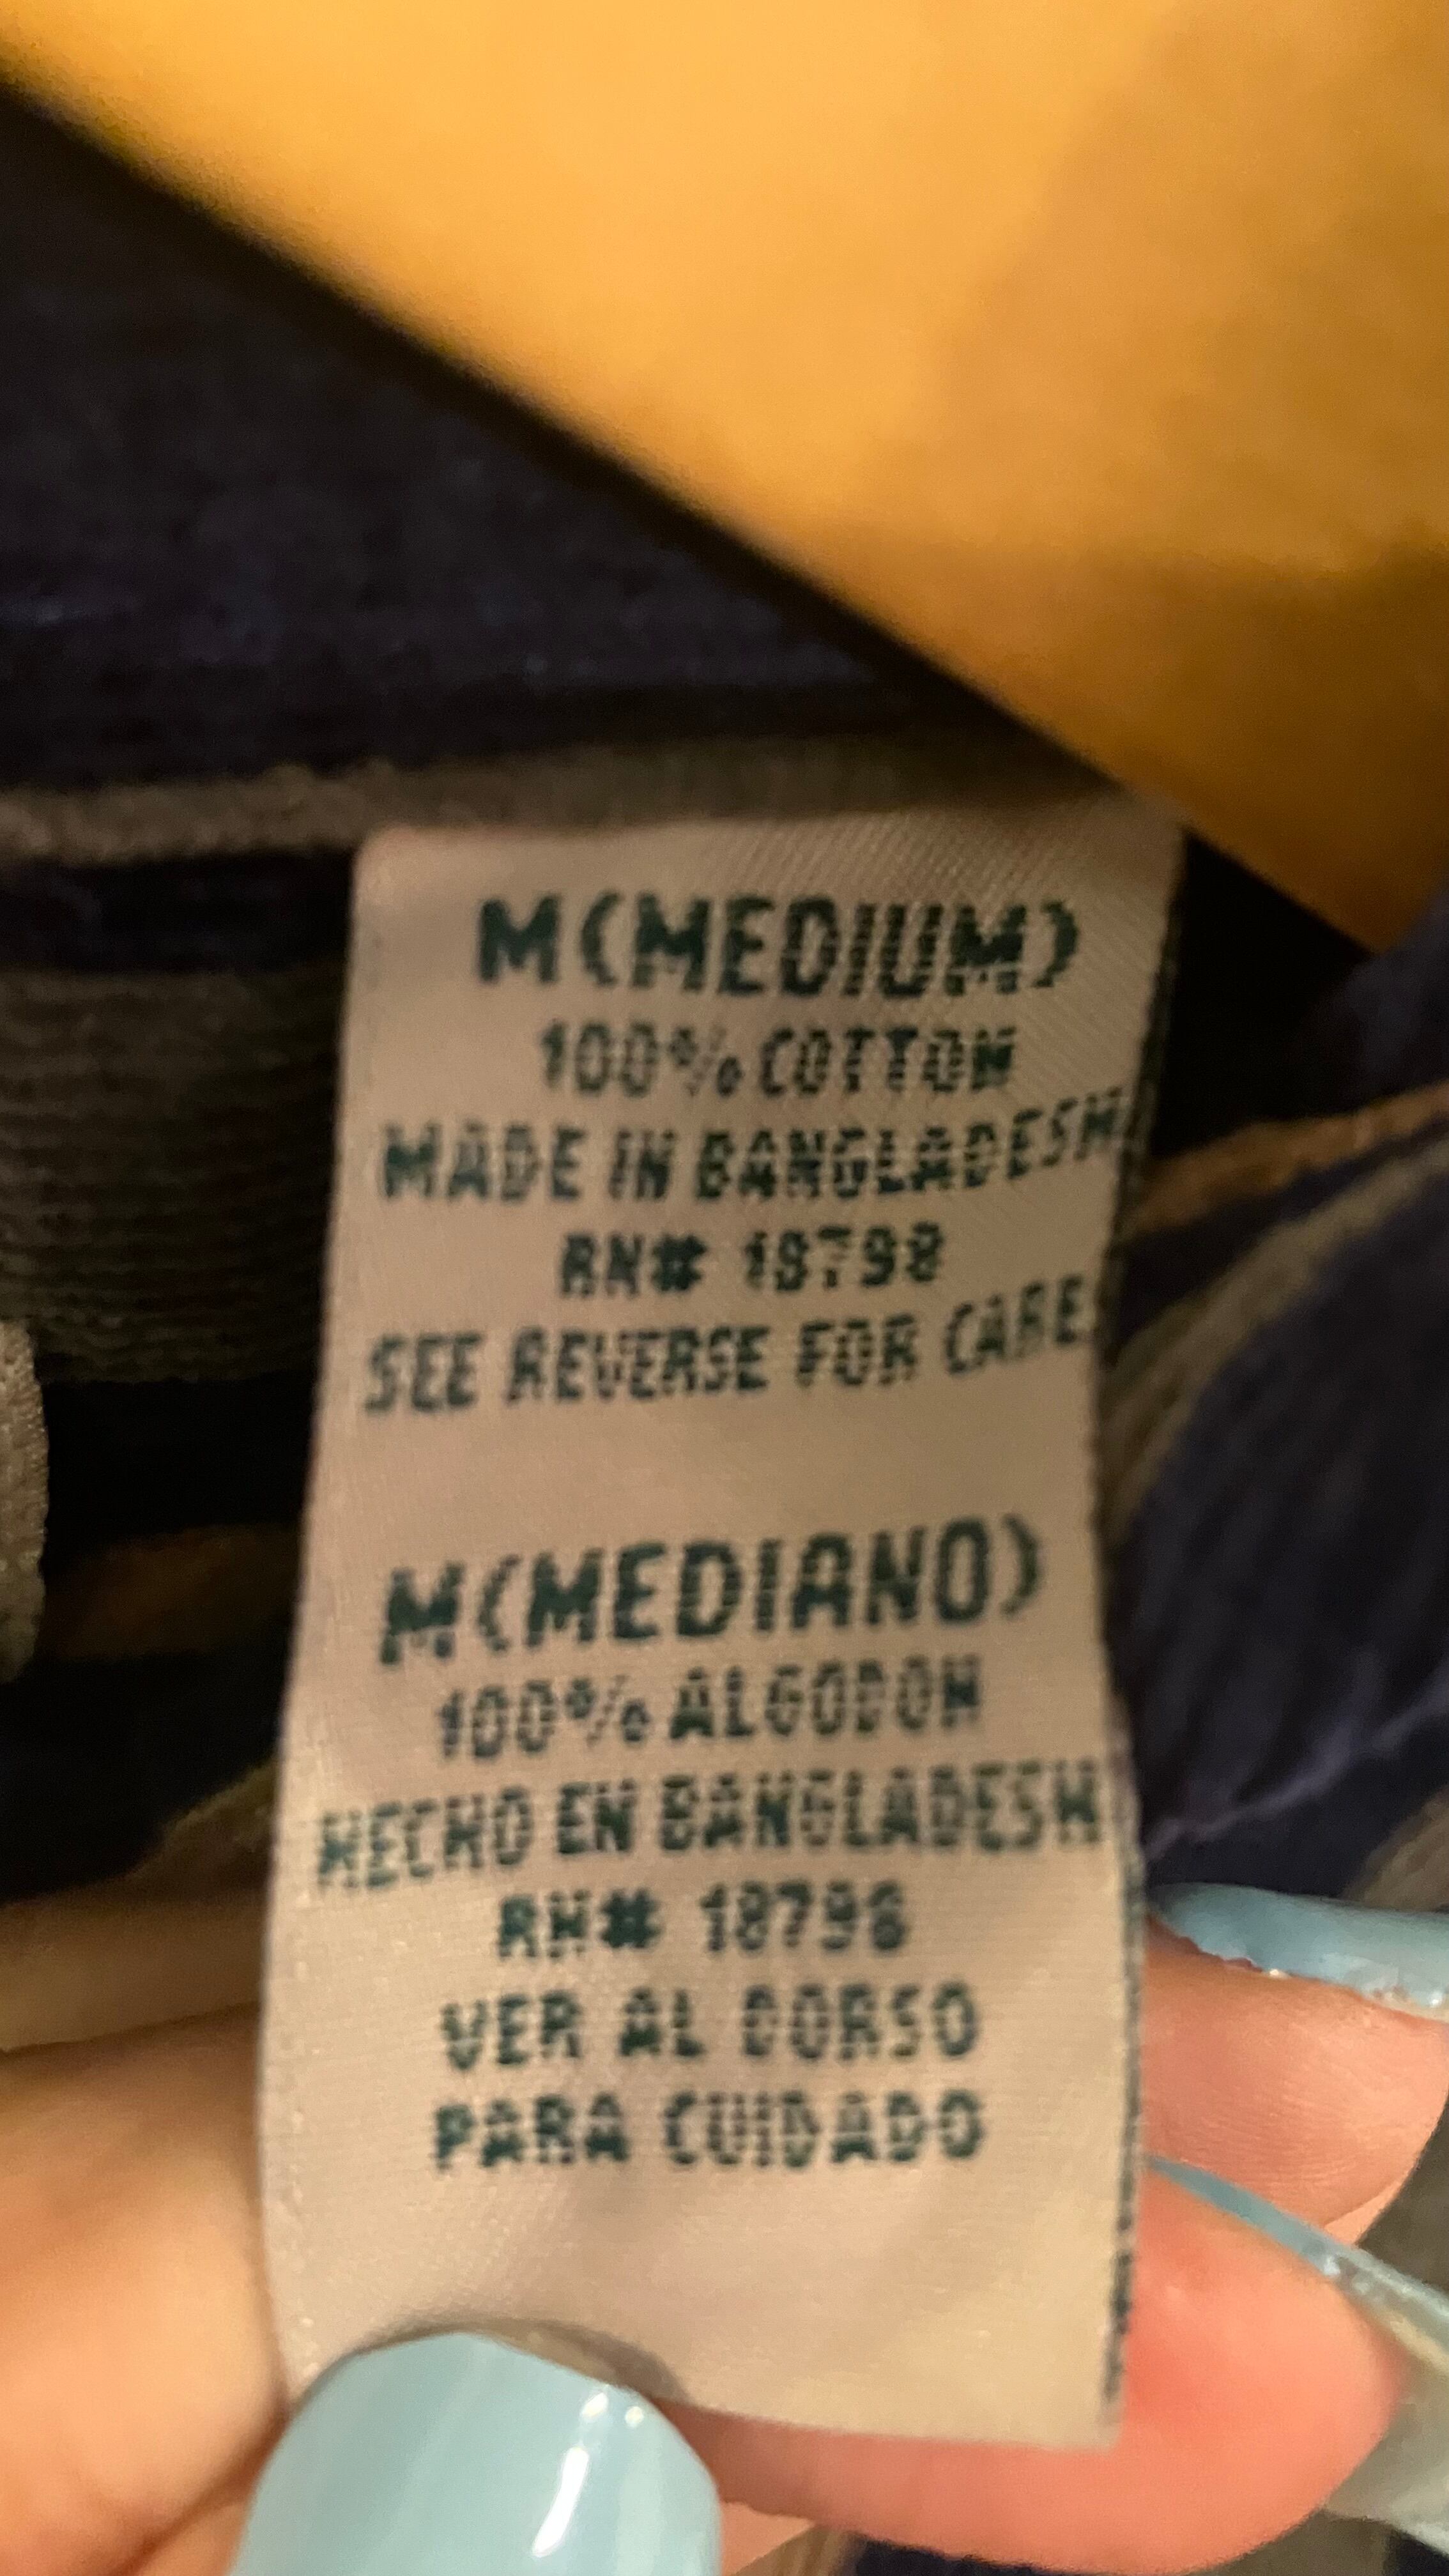 M(MEDIUM)
100% COTTON
MADE IN BANGLADESH
RN# 18798
SEE REVERSE FOR CARE
M(MEDIANO)
100% ALGODON
HECHO EN BANGLADESH
RN# 18798
VER AL DORSO
PARA CUIDADO